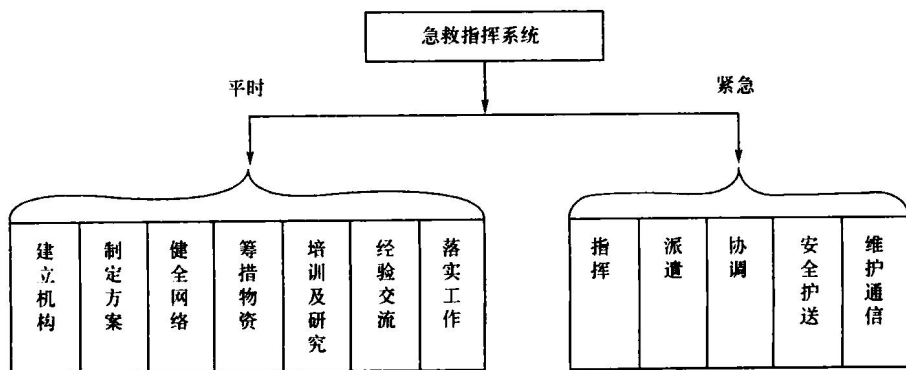 急救指挥系统
平时
紧急
建立机构
制定方案
健全网络
筹措物资
培训及研究
经验交流
落实工作
指挥
派遣
协调
安全护送
维护通信